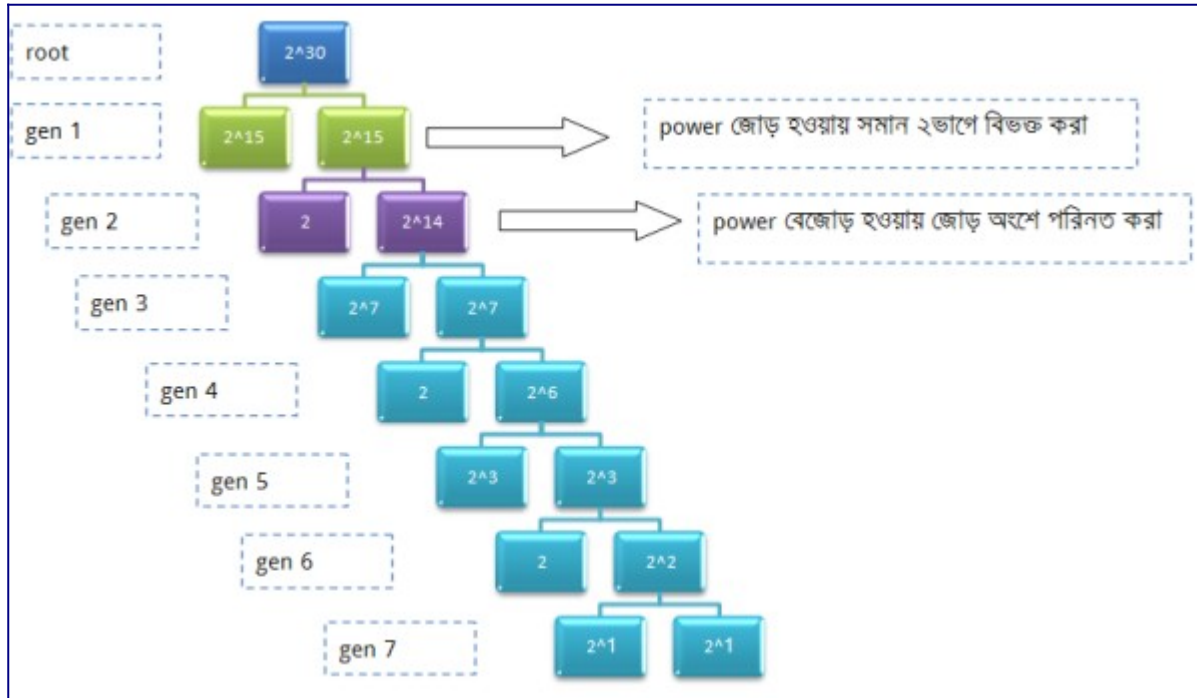 root
2^30
gen 1
2^15 2^15
power জোড় হওয়ায় সমান ২ভাগে বিভক্ত করা
gen 2
2 2^14
power বেজোড় হওয়ায় জোড় অংশে পরিনত করা
gen 3
2^7 2^7
gen 4
2 2^6
gen 5
2^3 2^3
gen 6
2 2^2
gen 7
2^1 2^1